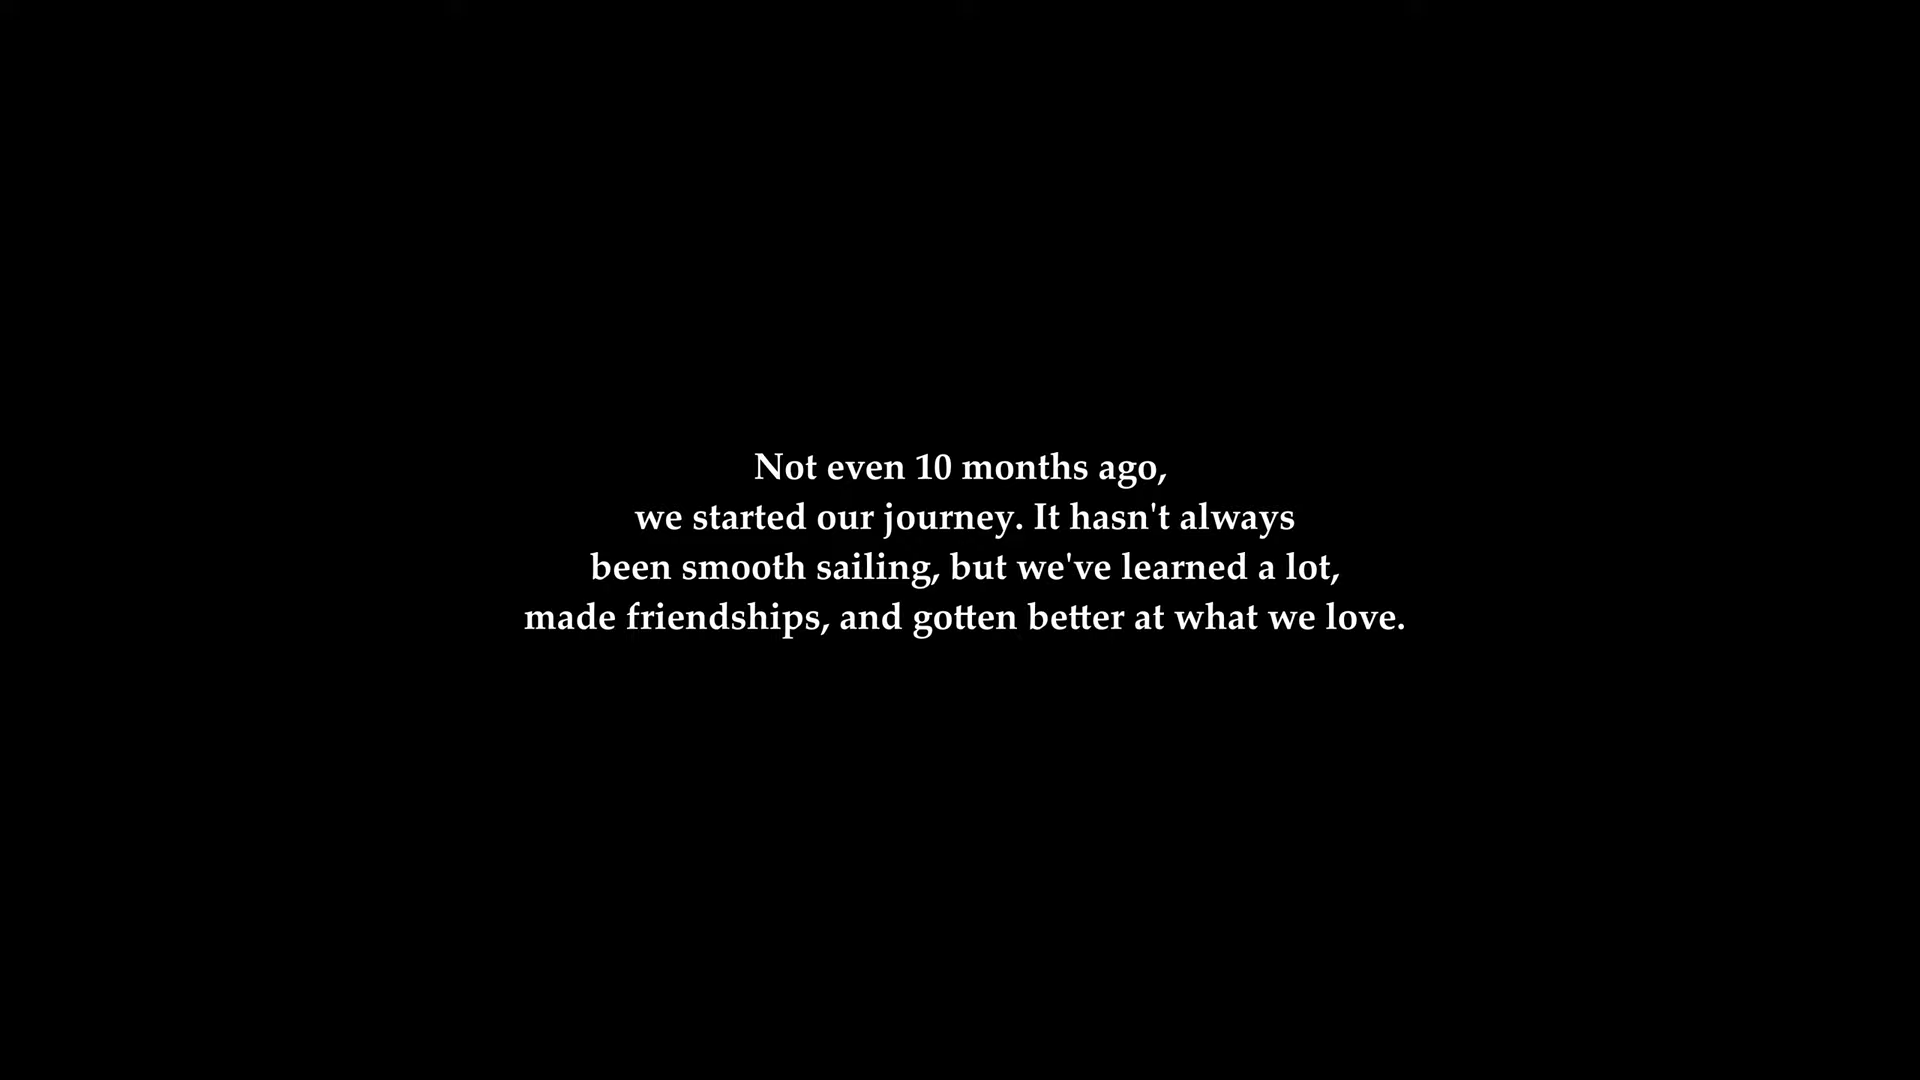 Not even 10 months ago,
we started our journey. It hasn't always
been smooth sailing, but we've learned a lot,
made friendships, and gotten better at what we love.